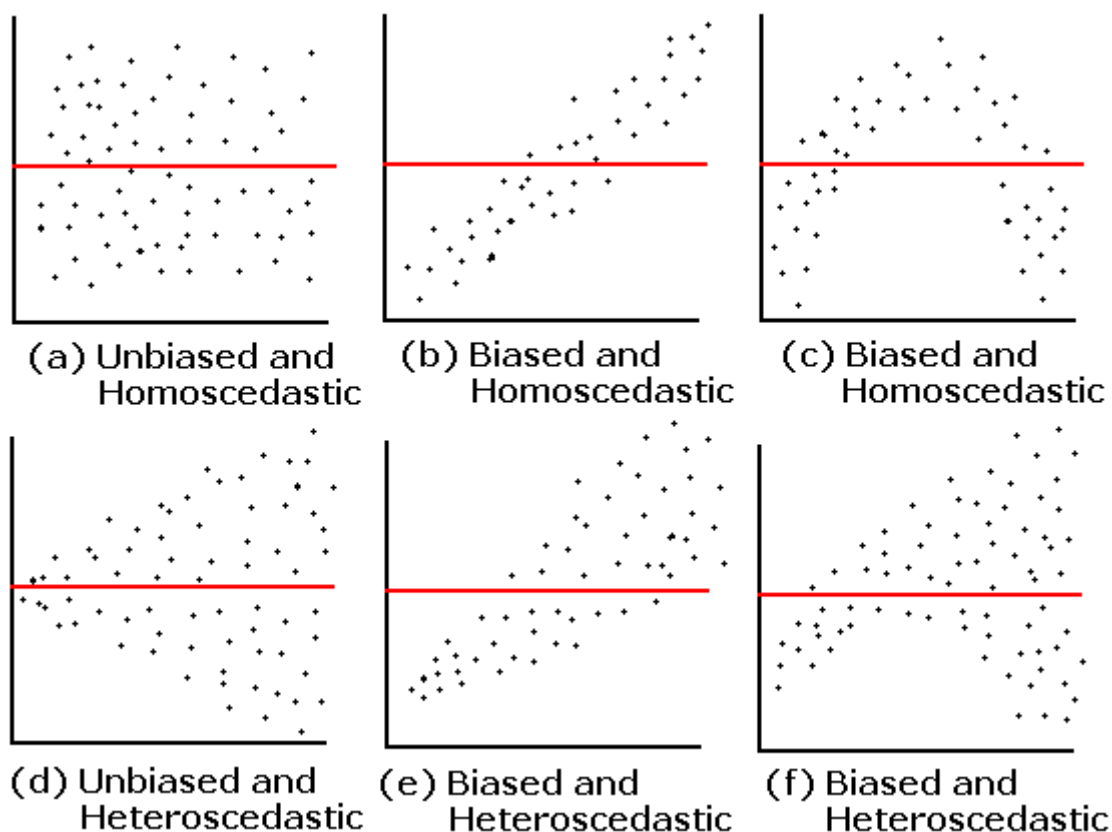 (a) Unbiased and
Homoscedastic
(b) Biased and
Homoscedastic
(c) Biased and
Homoscedastic
(d) Unbiased and
Heteroscedastic
(e) Biased and
Heteroscedastic
(f) Biased and
Heteroscedastic